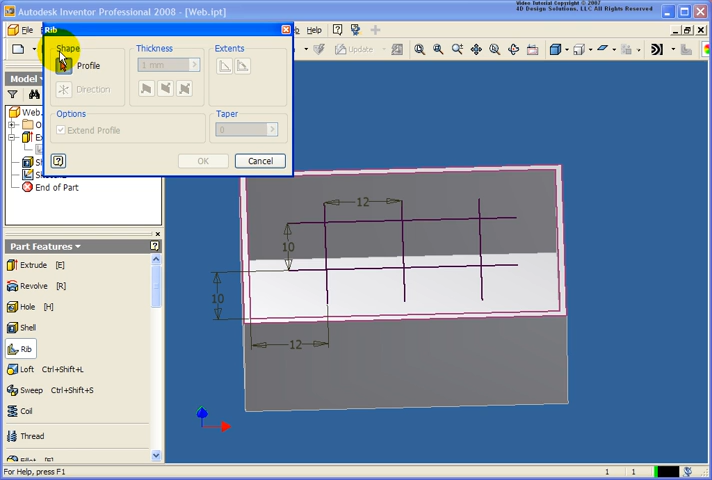 Autodesk Inventor Professional 2008 - [Web.ipt]
Video Tutorial Copyright © 2007
4D Design Solutions, LLC All Rights Reserved
File
Update
Rib
Shape
Profile
Direction
Thickness
1 mm
Extents
Options
Extend Profile
Taper
0
OK
Cancel
Model
Web.
End of Part
Part Features
Extrude [E]
Revolve [R]
Hole [H]
Shell
Rib
Loft Ctrl+Shift+L
Sweep Ctrl+Shift+S
Coil
Thread
12
10
10
12
For Help, press F1
1 1